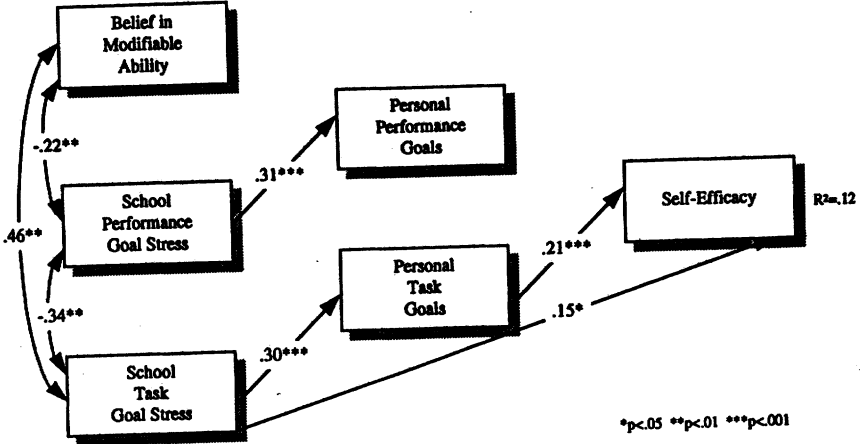 Belief in
Modifiable
Ability
Personal
Performance
Goals
-.22**
.31***
School
Performance
Goal Stress
Self-Efficacy
R²=.12
.46**
.21***
Personal
Task
Goals
-.34**
.15*
.30***
School
Task
Goal Stress
*p<.05 **p<.01 ***p<.001